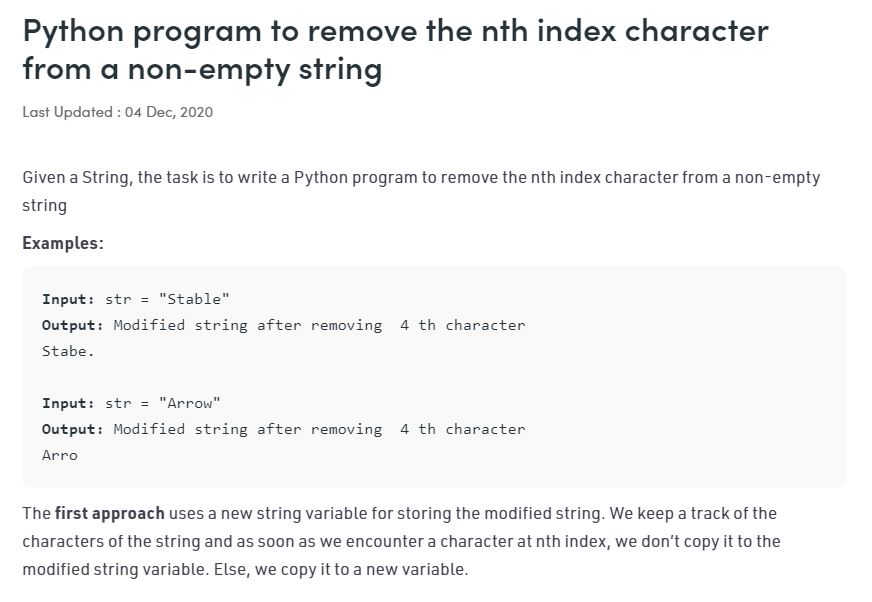 Python program to remove the nth index character
from a non-empty string
Last Updated : 04 Dec, 2020
Given a String, the task is to write a Python program to remove the nth index character from a non-empty
string
Examples:
Input: str = "Stable"
Output: Modified string after removing  4 th character
Stabe.
Input: str = "Arrow"
Output: Modified string after removing  4 th character
Arro
The first approach uses a new string variable for storing the modified string. We keep a track of the
characters of the string and as soon as we encounter a character at nth index, we don’t copy it to the
modified string variable. Else, we copy it to a new variable.